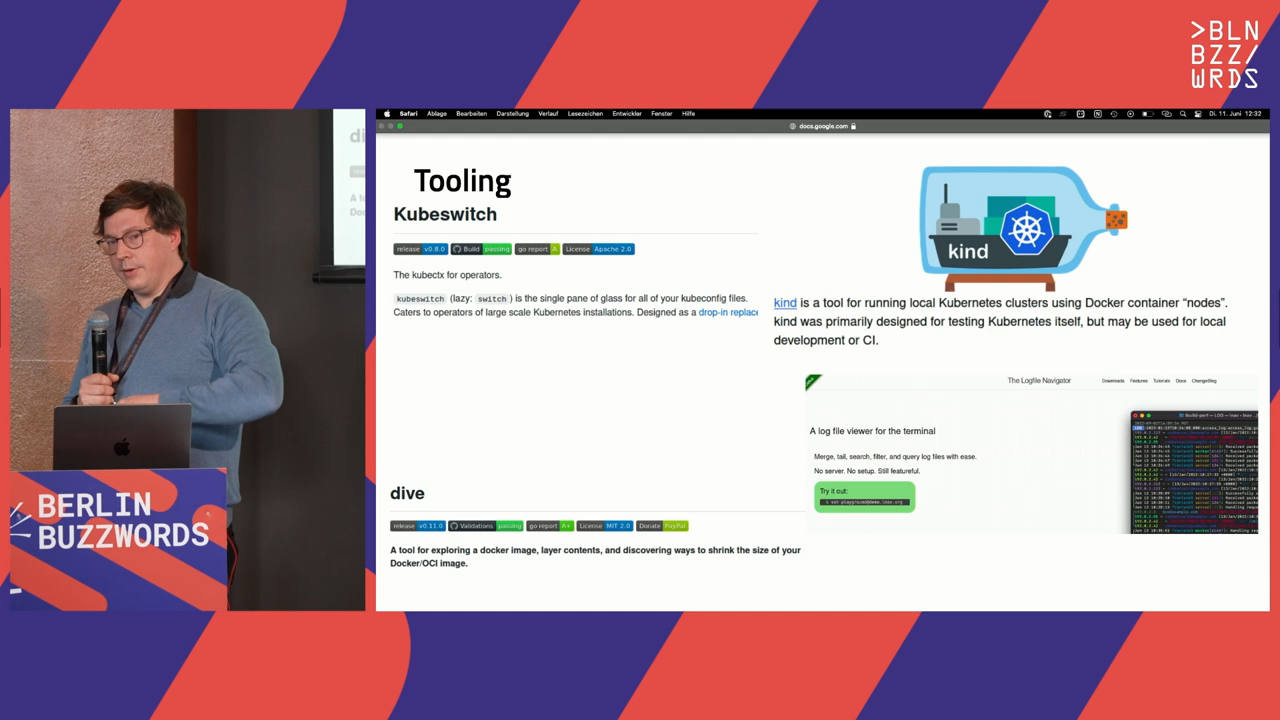 >BLN
BZZ/
WRDS
Safari Ablage Bearbeiten Darstellung Verlauf Lesezeichen Entwickler Fenster Hilfe
Di. 11. Juni 12:32
docs.google.com
Tooling
Kubeswitch
release v0.8.0 Build passing go report A License Apache 2.0
The kubectx for operators.
kubeswitch (lazy: switch ) is the single pane of glass for all of your kubeconfig files.
Caters to operators of large scale Kubernetes installations. Designed as a drop-in replace
kind
kind is a tool for running local Kubernetes clusters using Docker container “nodes”.
kind was primarily designed for testing Kubernetes itself, but may be used for local
development or CI.
The Logfile Navigator Downloads Features Tutorials Docs Changeblog
A log file viewer for the terminal
Merge, tail, search, filter, and query log files with ease.
No server. No setup. Still featureful.
Try it out:
$ ssh playground@demo.lnav.org
dive
release v0.11.0 Validations passing go report A+ License MIT 2.0 Donate PayPal
A tool for exploring a docker image, layer contents, and discovering ways to shrink the size of your
Docker/OCI image.
BERLIN
BUZZWORDS